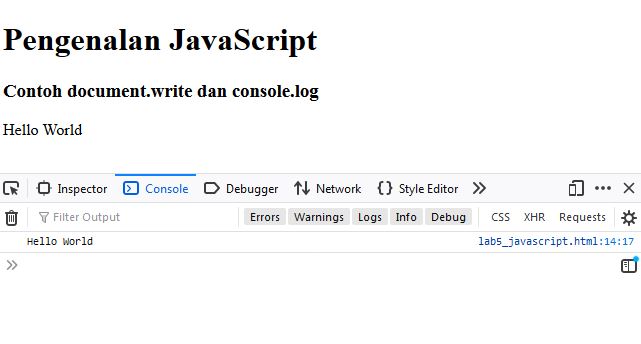 Pengenalan JavaScript
Contoh document.write dan console.log
Hello World
Inspector Console Debugger Network Style Editor
Filter Output Errors Warnings Logs Info Debug CSS XHR Requests
Hello World lab5_javascript.html:14:17